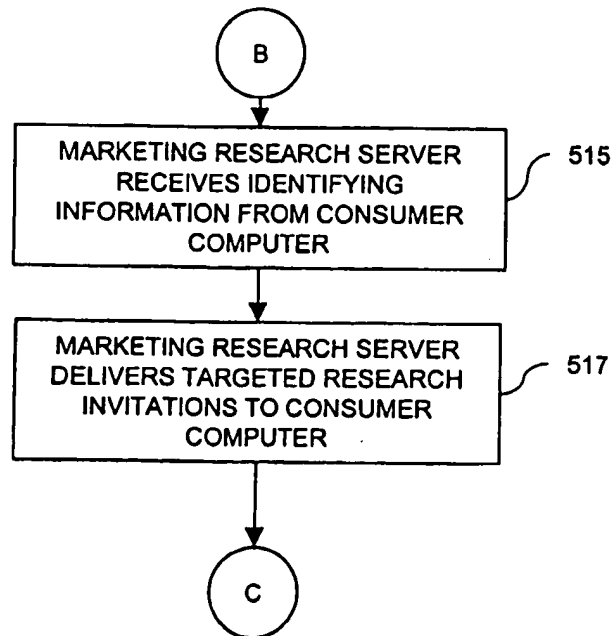 B
MARKETING RESEARCH SERVER
RECEIVES IDENTIFYING
INFORMATION FROM CONSUMER
COMPUTER
515
MARKETING RESEARCH SERVER
DELIVERS TARGETED RESEARCH
INVITATIONS TO CONSUMER
COMPUTER
517
C